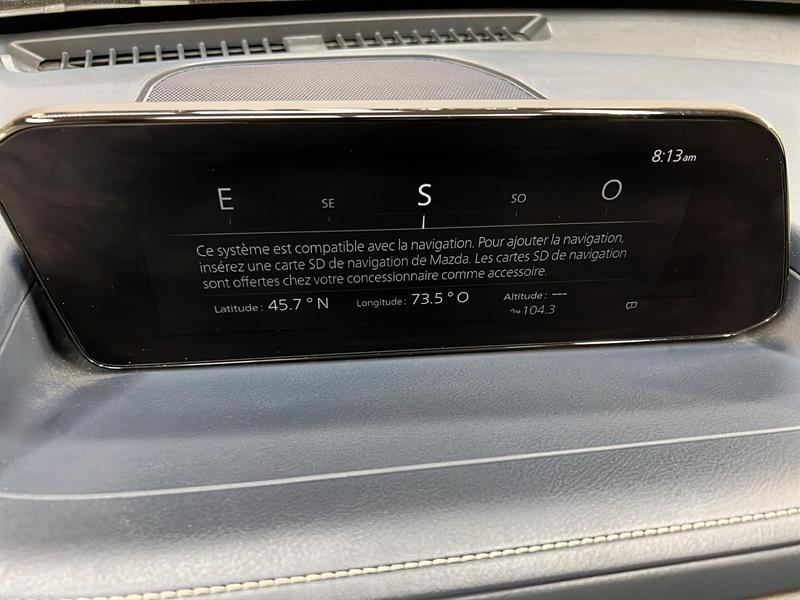 8:13am
E SE S SO O
Ce système est compatible avec la navigation. Pour ajouter la navigation,
insérez une carte SD de navigation de Mazda. Les cartes SD de navigation
sont offertes chez votre concessionnaire comme accessoire.
Latitude : 45.7 ° N Longitude : 73.5 ° O Altitude : ---
FM 104.3